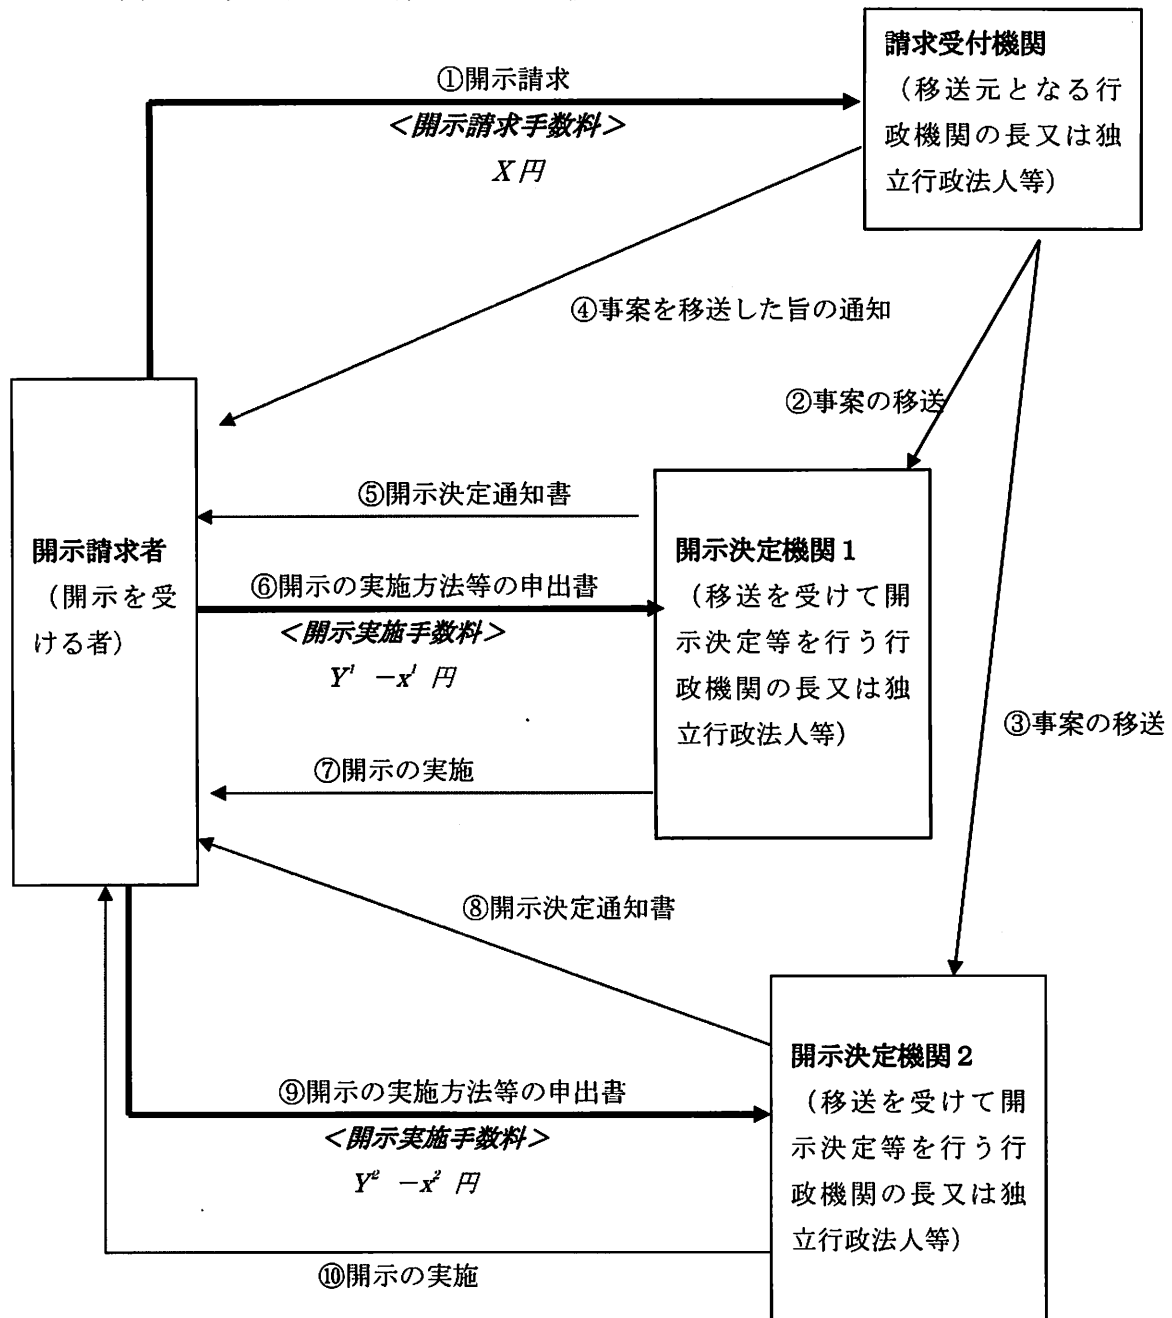 ①開示請求
<開示請求手数料>
X 円
請求受付機関
（移送元となる行
政機関の長又は独
立行政法人等）
④事案を移送した旨の通知
②事案の移送
③事案の移送
開示請求者
（開示を受
ける者）
⑤開示決定通知書
⑥開示の実施方法等の申出書
<開示実施手数料>
Y¹ －x¹ 円
⑦開示の実施
開示決定機関１
（移送を受けて開
示決定等を行う行
政機関の長又は独
立行政法人等）
⑧開示決定通知書
⑨開示の実施方法等の申出書
<開示実施手数料>
Y² －x² 円
⑩開示の実施
開示決定機関２
（移送を受けて開
示決定等を行う行
政機関の長又は独
立行政法人等）